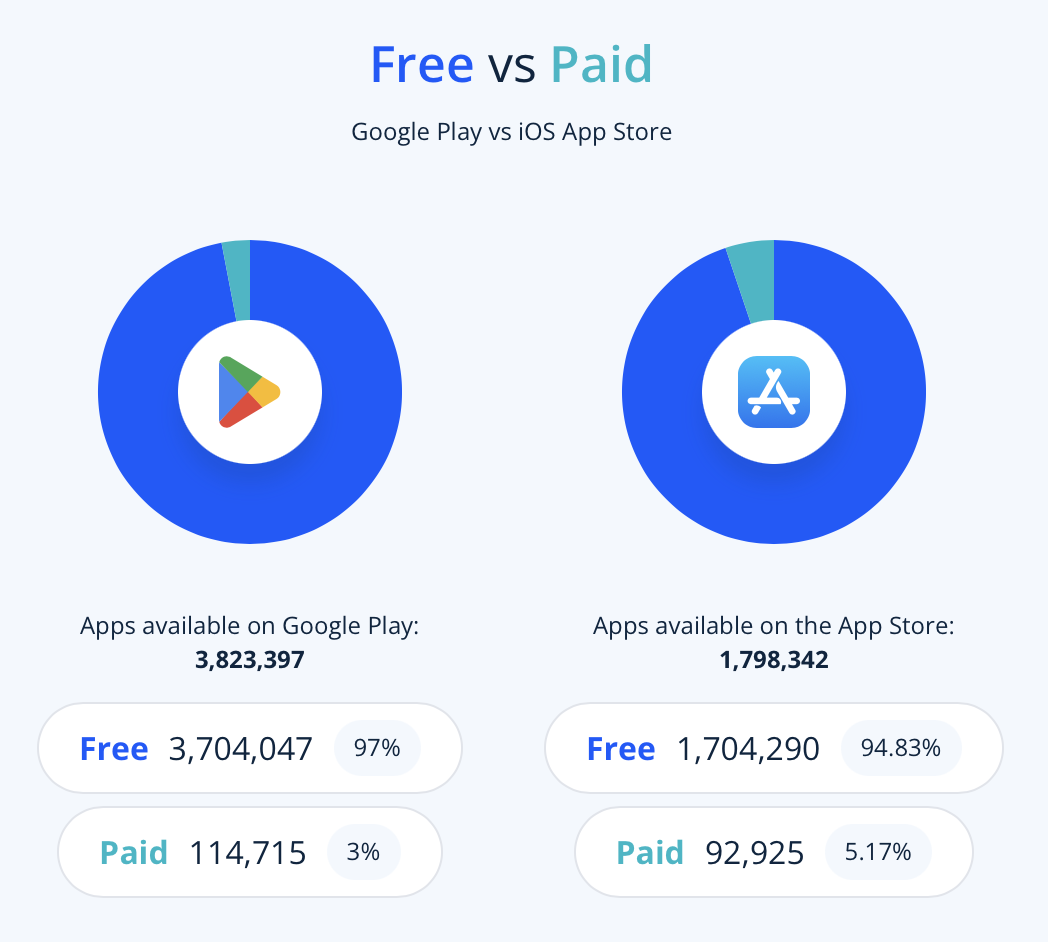 Free vs Paid
Google Play vs iOS App Store
Apps available on Google Play:
3,823,397
Free 3,704,047 97%
Paid 114,715 3%
Apps available on the App Store:
1,798,342
Free 1,704,290 94.83%
Paid 92,925 5.17%